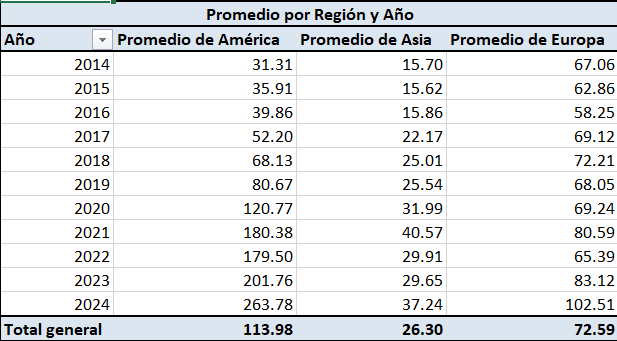 Promedio por Región y Año
Año Promedio de América Promedio de Asia Promedio de Europa
2014 31.31 15.70 67.06
2015 35.91 15.62 62.86
2016 39.86 15.86 58.25
2017 52.20 22.17 69.12
2018 68.13 25.01 72.21
2019 80.67 25.54 68.05
2020 120.77 31.99 69.24
2021 180.38 40.57 80.59
2022 179.50 29.91 65.39
2023 201.76 29.65 83.12
2024 263.78 37.24 102.51
Total general 113.98 26.30 72.59